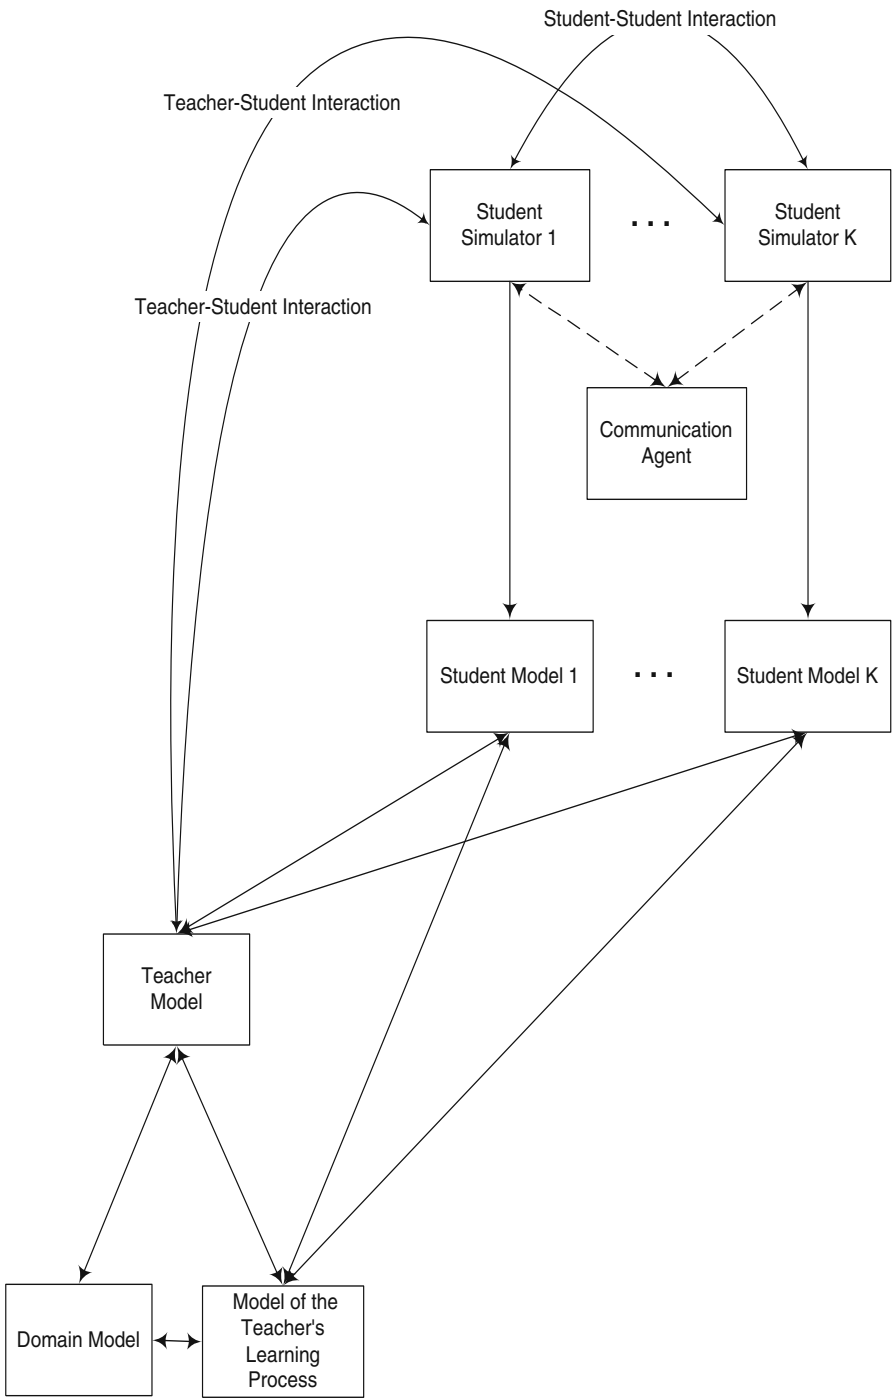 Student-Student Interaction
Teacher-Student Interaction
Student
Simulator 1
. . .
Student
Simulator K
Teacher-Student Interaction
Communication
Agent
Student Model 1
. . .
Student Model K
Teacher
Model
Domain Model
Model of the
Teacher's
Learning
Process